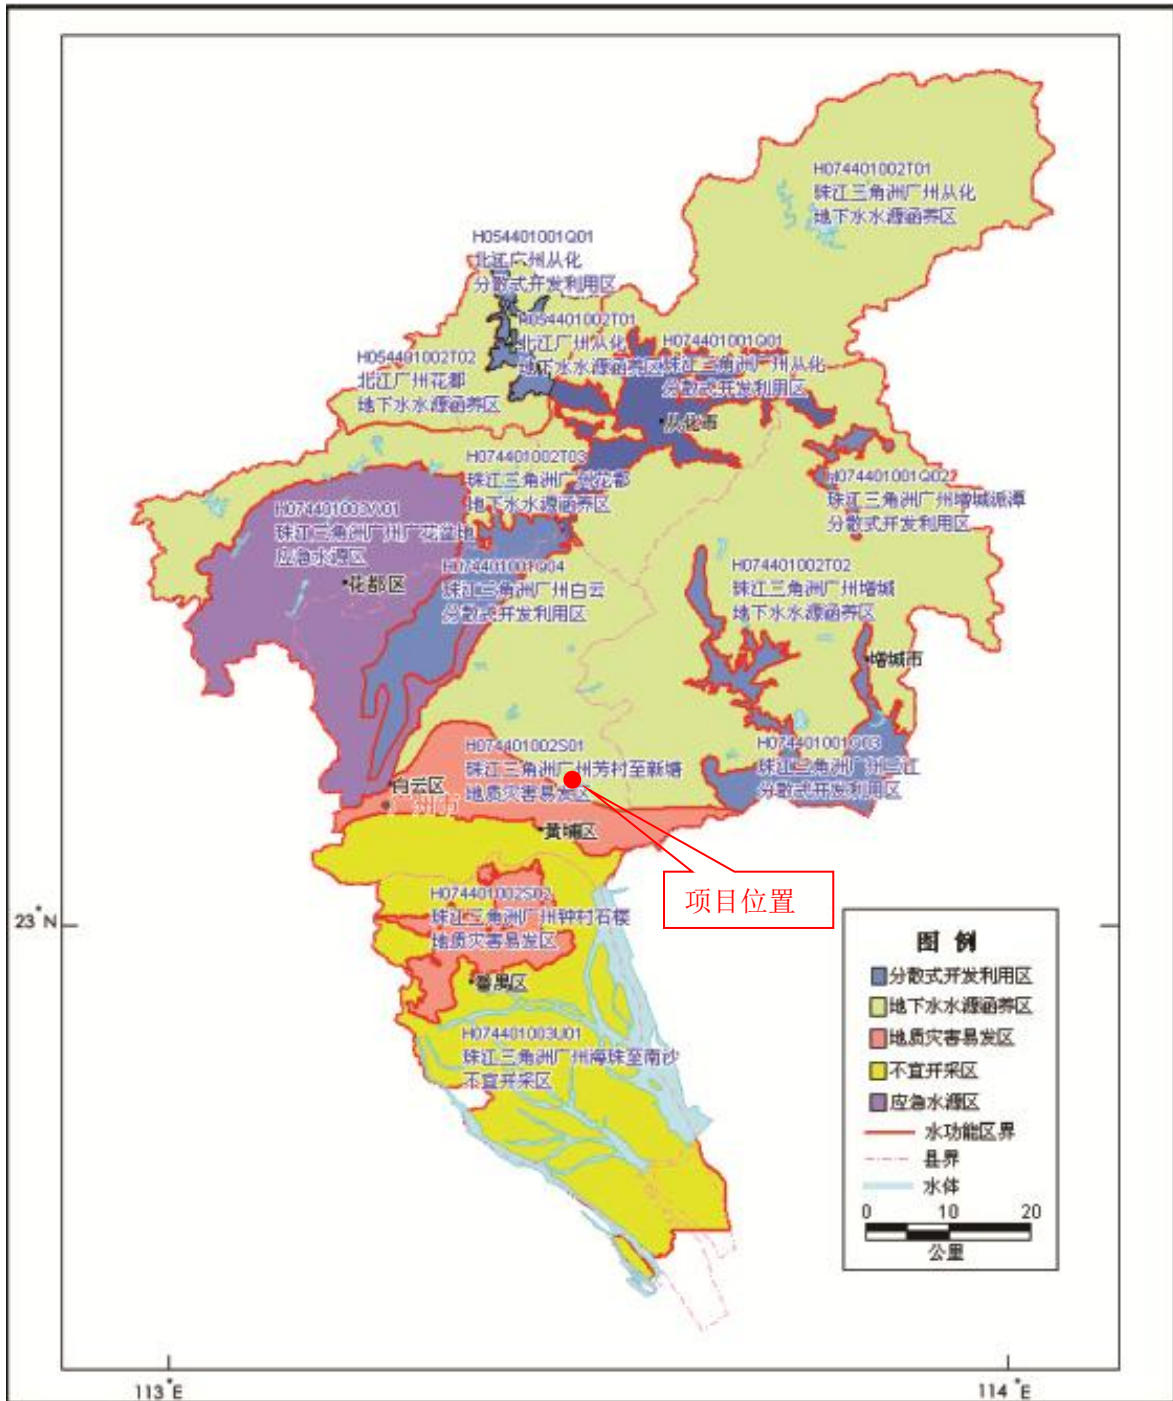 H074401002T01
珠江三角洲广州从化
地下水水源涵养区
H054401001Q01
北江广州从化
分散式开发利用区
H054401002T01
北江广州从化
地下水水源涵养区
H054401002T02
北江广州花都
地下水水源涵养区
H074401001Q01
珠江三角洲广州从化
分散式开发利用区
从化市
H074401002T03
珠江三角洲广州花都
地下水水源涵养区
H074401001Q02
珠江三角洲广州增城派潭
分散式开发利用区
H074401003W01
珠江三角洲广州广花盆地
应急水源区
花都区
H074401001Q04
珠江三角洲广州白云
分散式开发利用区
H074401002T02
珠江三角洲广州增城
地下水水源涵养区
增城市
H074401002S01
珠江三角洲广州芳村至新塘
地质灾害易发区
H074401001Q03
珠江三角洲广州三江
分散式开发利用区
白云区
广州市
黄埔区
项目位置
H074401002S02
珠江三角洲广州钟村石楼
地质灾害易发区
番禺区
H074401003U01
珠江三角洲广州海珠至南沙
不宜开采区
23°N
图 例
分散式开发利用区
地下水水源涵养区
地质灾害易发区
不宜开采区
应急水源区
水功能区界
县界
水体
0 10 20
公里
113°E
114°E